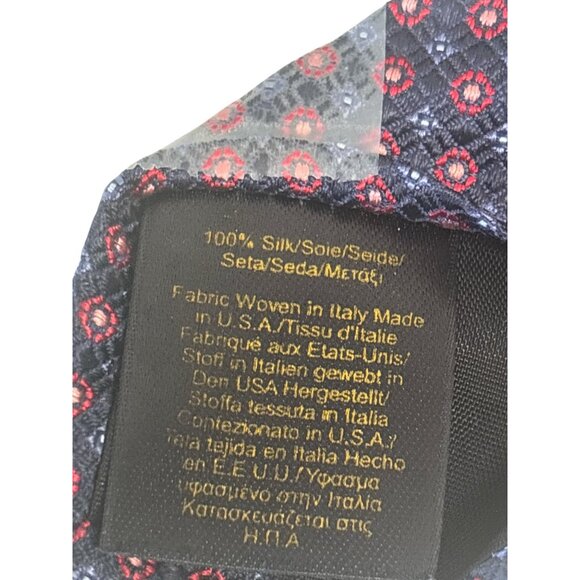 100% Silk/Soie/Seide/
Seta/Seda/Μετάξι
Fabric Woven in Italy Made
in U.S.A./Tissu d'Italie
Fabriqué aux Etats-Unis/
Stoff in Italien gewebt in
Den USA Hergestellt/
Stoffa tessuta in Italia
Confezionato in U.S.A./
Tela tejida en Italia Hecho
en E.E U.U./Υφασμα
υφασμένο στην Ιταλία
Κατασκευάζεται στις
Η.Π.Α